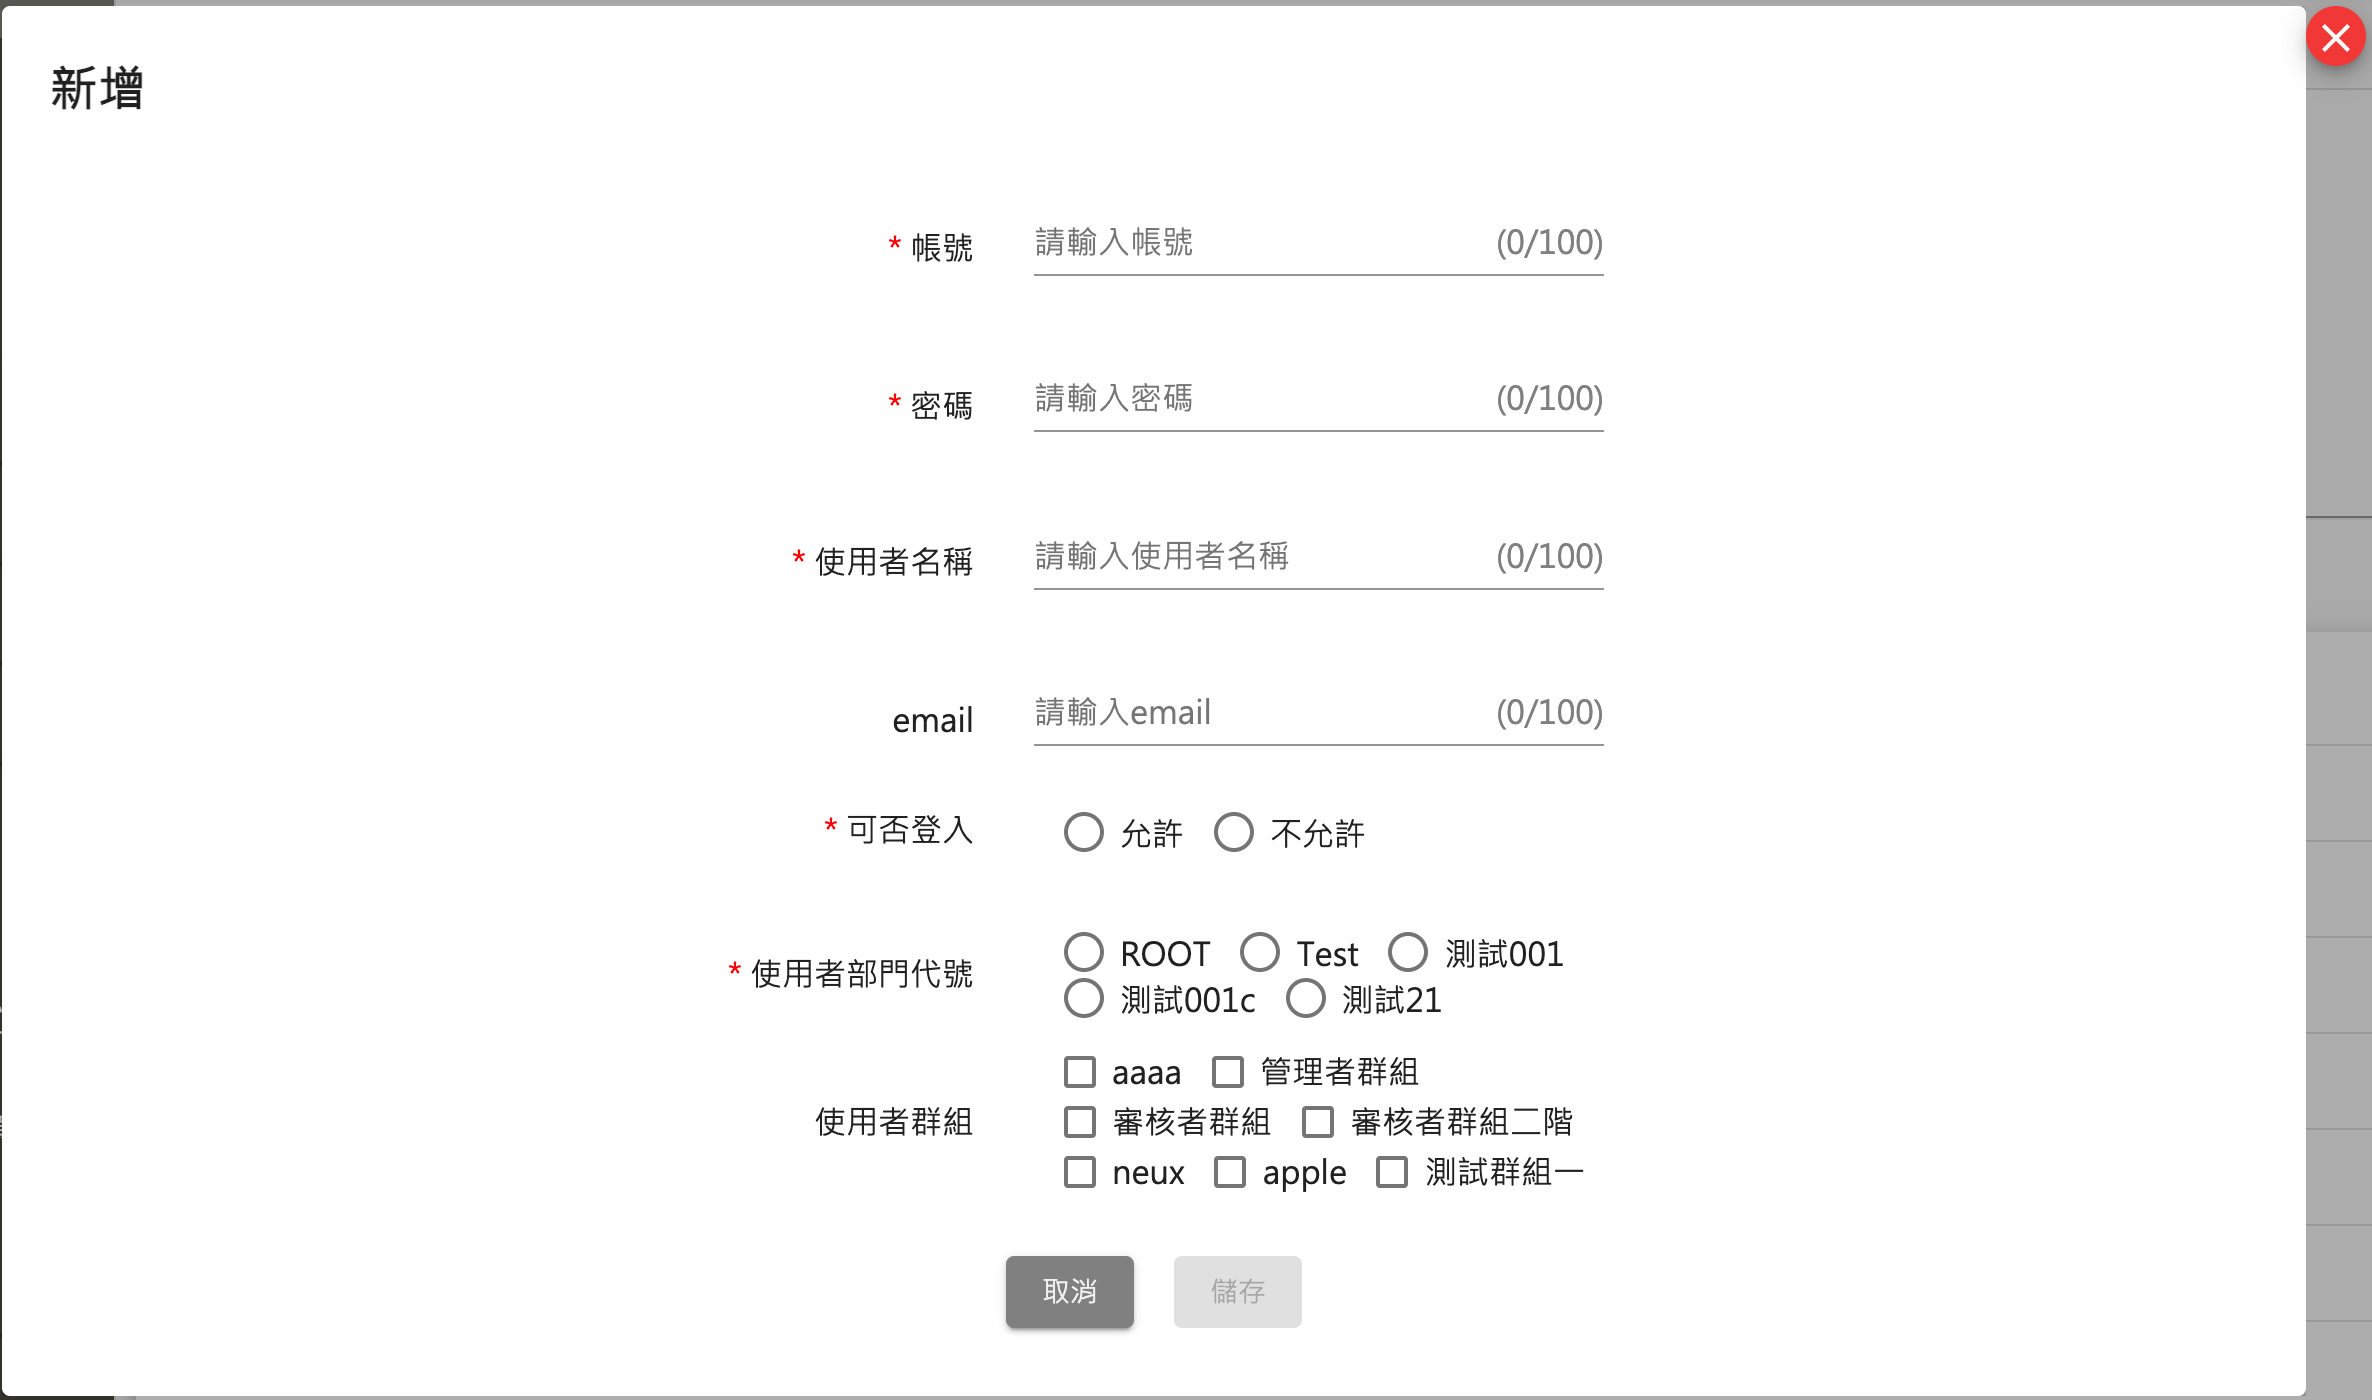 新增
* 帳號 請輸入帳號 (0/100)
* 密碼 請輸入密碼 (0/100)
* 使用者名稱 請輸入使用者名稱 (0/100)
email 請輸入email (0/100)
* 可否登入 允許 不允許
* 使用者部門代號 ROOT Test 測試001
測試001c 測試21
aaaa 管理者群組
使用者群組 審核者群組 審核者群組二階
neux apple 測試群組一
取消 儲存